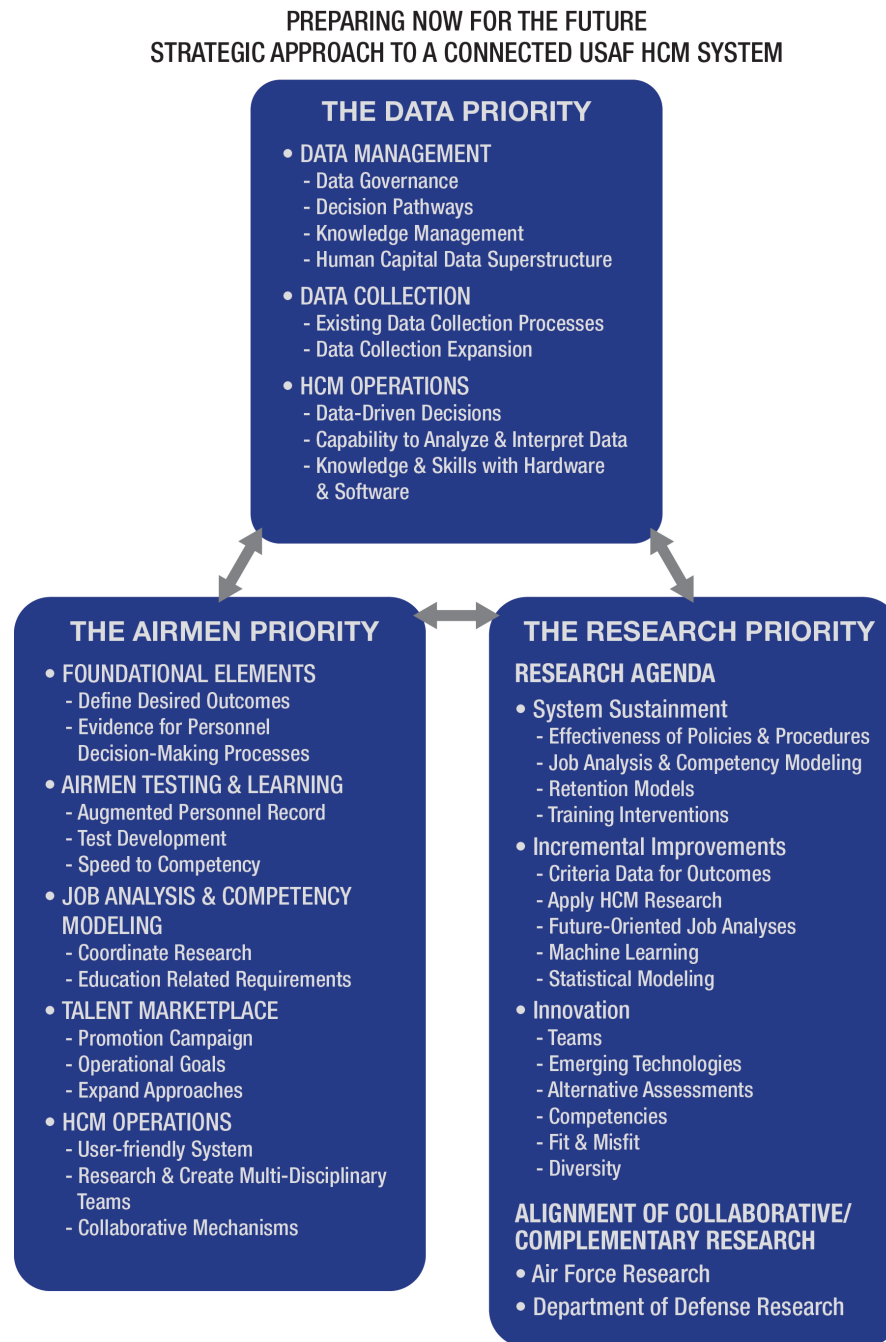 PREPARING NOW FOR THE FUTURE
STRATEGIC APPROACH TO A CONNECTED USAF HCM SYSTEM
THE DATA PRIORITY
• DATA MANAGEMENT
- Data Governance
- Decision Pathways
- Knowledge Management
- Human Capital Data Superstructure
• DATA COLLECTION
- Existing Data Collection Processes
- Data Collection Expansion
• HCM OPERATIONS
- Data-Driven Decisions
- Capability to Analyze & Interpret Data
- Knowledge & Skills with Hardware
& Software
THE AIRMEN PRIORITY
• FOUNDATIONAL ELEMENTS
- Define Desired Outcomes
- Evidence for Personnel
Decision-Making Processes
• AIRMEN TESTING & LEARNING
- Augmented Personnel Record
- Test Development
- Speed to Competency
• JOB ANALYSIS & COMPETENCY
MODELING
- Coordinate Research
- Education Related Requirements
• TALENT MARKETPLACE
- Promotion Campaign
- Operational Goals
- Expand Approaches
• HCM OPERATIONS
- User-friendly System
- Research & Create Multi-Disciplinary
Teams
- Collaborative Mechanisms
THE RESEARCH PRIORITY
RESEARCH AGENDA
• System Sustainment
- Effectiveness of Policies & Procedures
- Job Analysis & Competency Modeling
- Retention Models
- Training Interventions
• Incremental Improvements
- Criteria Data for Outcomes
- Apply HCM Research
- Future-Oriented Job Analyses
- Machine Learning
- Statistical Modeling
• Innovation
- Teams
- Emerging Technologies
- Alternative Assessments
- Competencies
- Fit & Misfit
- Diversity
ALIGNMENT OF COLLABORATIVE/
COMPLEMENTARY RESEARCH
• Air Force Research
• Department of Defense Research